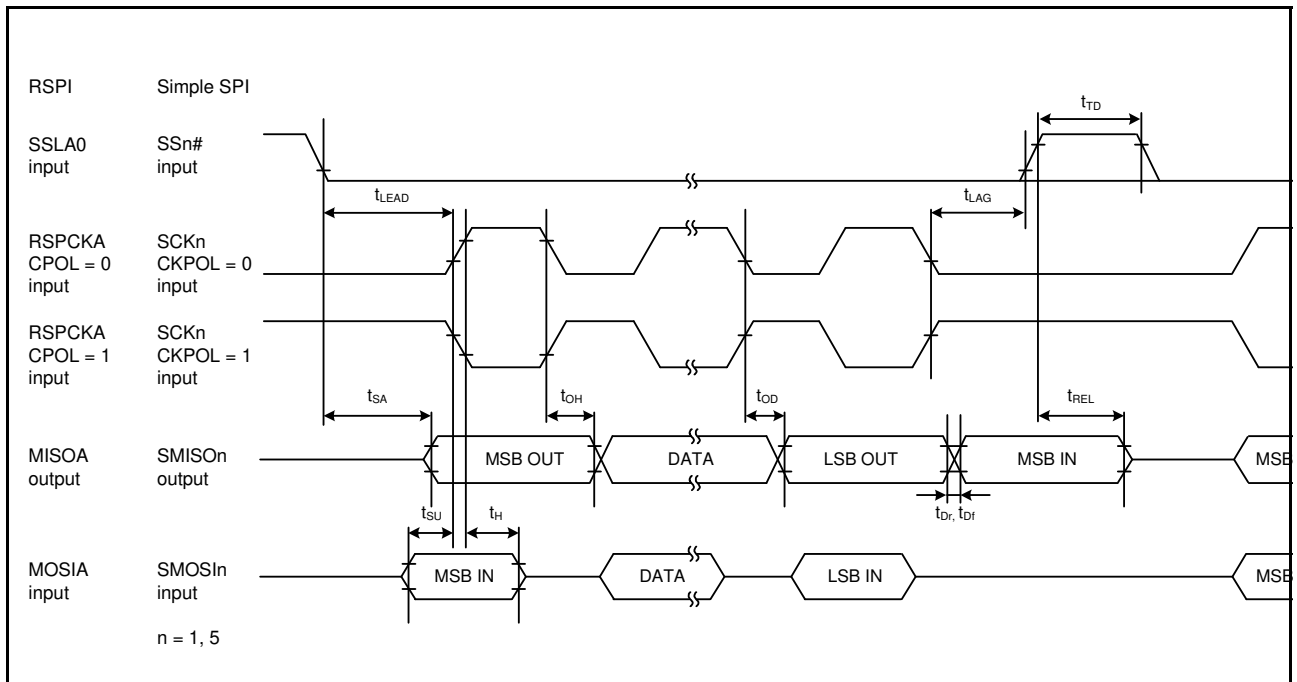 RSPI Simple SPI
tTD
SSLA0 SSn#
input input
tLEAD
tLAG
RSPCKA SCKn
CPOL = 0 CKPOL = 0
input input
RSPCKA SCKn
CPOL = 1 CKPOL = 1
input input
tSA tOH tOD tREL
MISOA SMISOn
output output
MSB OUT DATA LSB OUT MSB IN MSB
tSU tH tDr, tDf
MOSIA SMOSIn
input input
MSB IN DATA LSB IN MSB
n = 1, 5